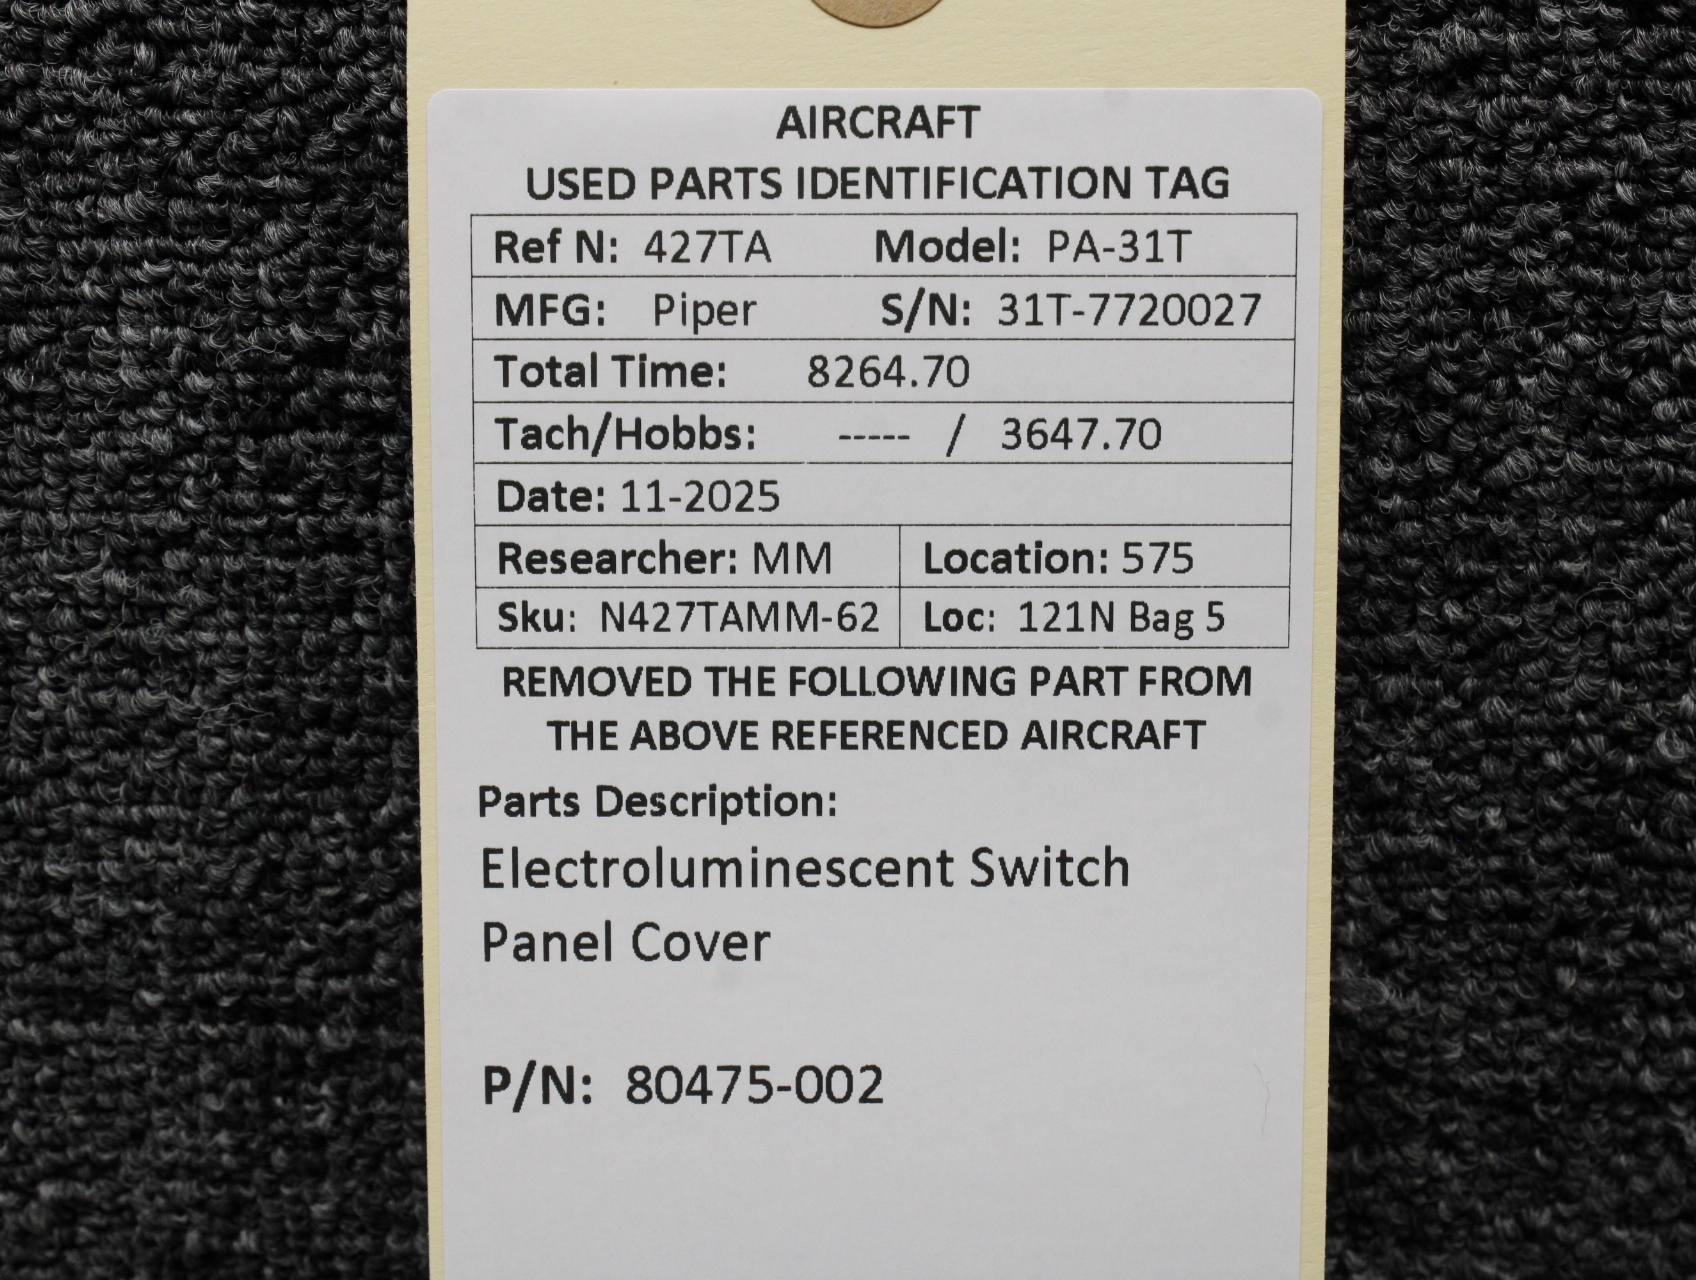 AIRCRAFT
USED PARTS IDENTIFICATION TAG
Ref N: 427TA Model: PA-31T
MFG: Piper S/N: 31T-7720027
Total Time: 8264.70
Tach/Hobbs: ----- / 3647.70
Date: 11-2025
Researcher: MM Location: 575
Sku: N427TAMM-62 Loc: 121N Bag 5
REMOVED THE FOLLOWING PART FROM
THE ABOVE REFERENCED AIRCRAFT
Parts Description:
Electroluminescent Switch
Panel Cover
P/N: 80475-002